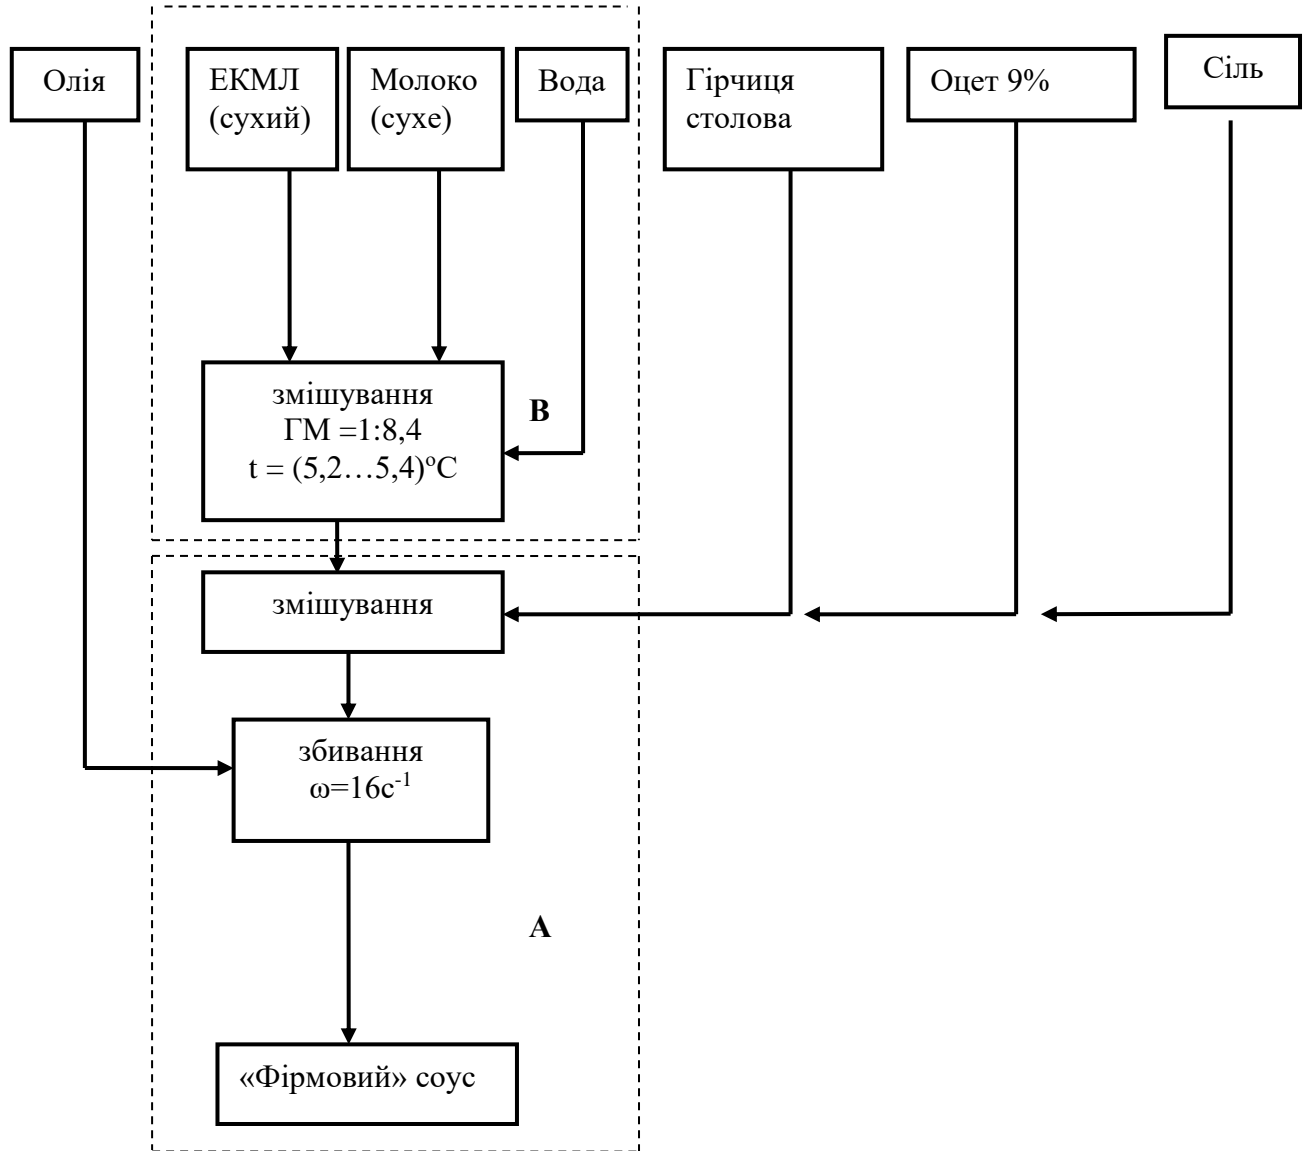 Олія
ЕКМЛ
(сухий)
Молоко
(сухе)
Вода
Гірчиця
столова
Оцет 9%
Сіль
змішування
ГМ =1:8,4
t = (5,2…5,4)ºС
В
змішування
збивання
ω=16с⁻¹
А
«Фірмовий» соус